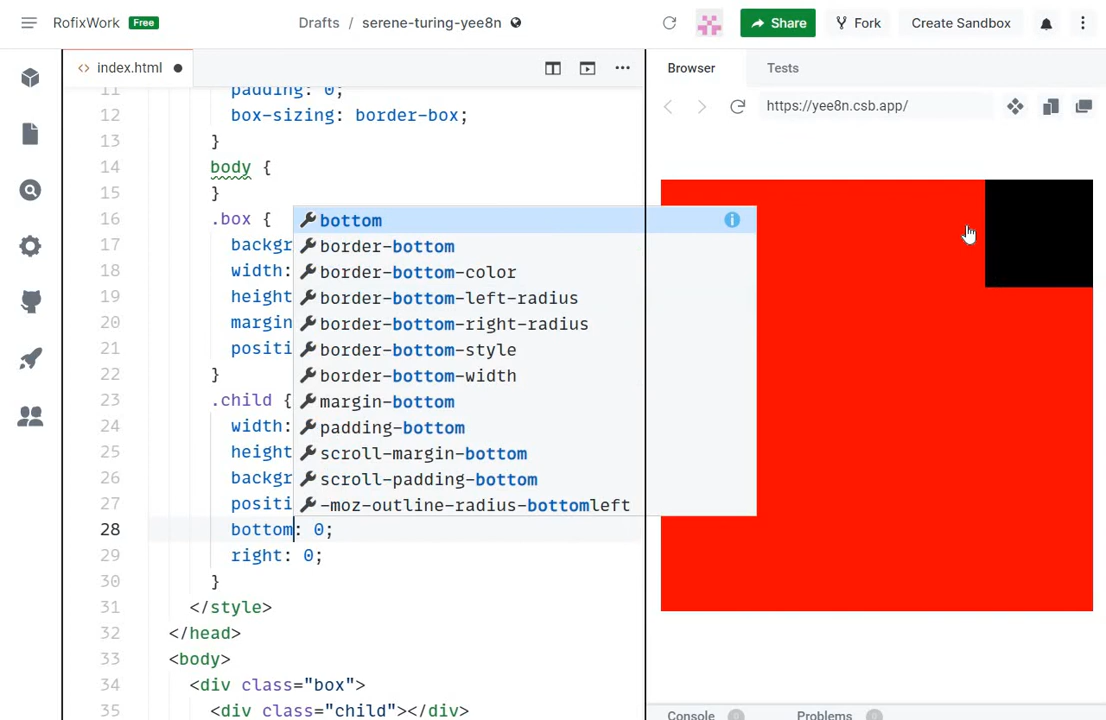 RofixWork Free
Drafts / serene-turing-yee8n
Share
Fork
Create Sandbox
<> index.html
Browser
Tests
https://yee8n.csb.app/
11 padding: 0;
12 box-sizing: border-box;
13 }
14 body {
15 }
16 .box {
17 backgr
18 width:
19 height
20 margin
21 positi
22 }
23 .child {
24 width:
25 height
26 backgr
27 positi
28 bottom: 0;
29 right: 0;
30 }
31 </style>
32 </head>
33 <body>
34 <div class="box">
35 <div class="child"></div>
bottom
border-bottom
border-bottom-color
border-bottom-left-radius
border-bottom-right-radius
border-bottom-style
border-bottom-width
margin-bottom
padding-bottom
scroll-margin-bottom
scroll-padding-bottom
-moz-outline-radius-bottomleft
Console 0
Problems 0